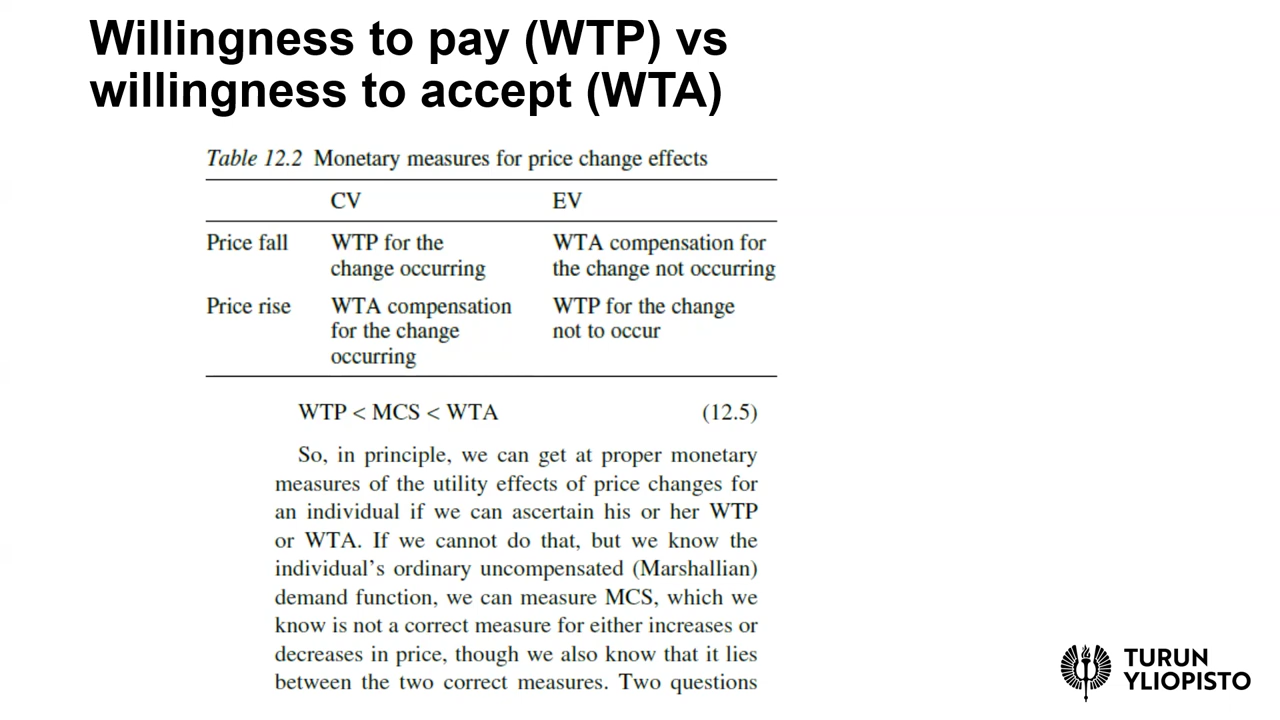 Willingness to pay (WTP) vs
willingness to accept (WTA)
Table 12.2 Monetary measures for price change effects
CV EV
Price fall WTP for the WTA compensation for
change occurring the change not occurring
Price rise WTA compensation WTP for the change
for the change not to occur
occurring
WTP < MCS < WTA (12.5)
So, in principle, we can get at proper monetary
measures of the utility effects of price changes for
an individual if we can ascertain his or her WTP
or WTA. If we cannot do that, but we know the
individual's ordinary uncompensated (Marshallian)
demand function, we can measure MCS, which we
know is not a correct measure for either increases or
decreases in price, though we also know that it lies
between the two correct measures. Two questions
TURUN
YLIOPISTO